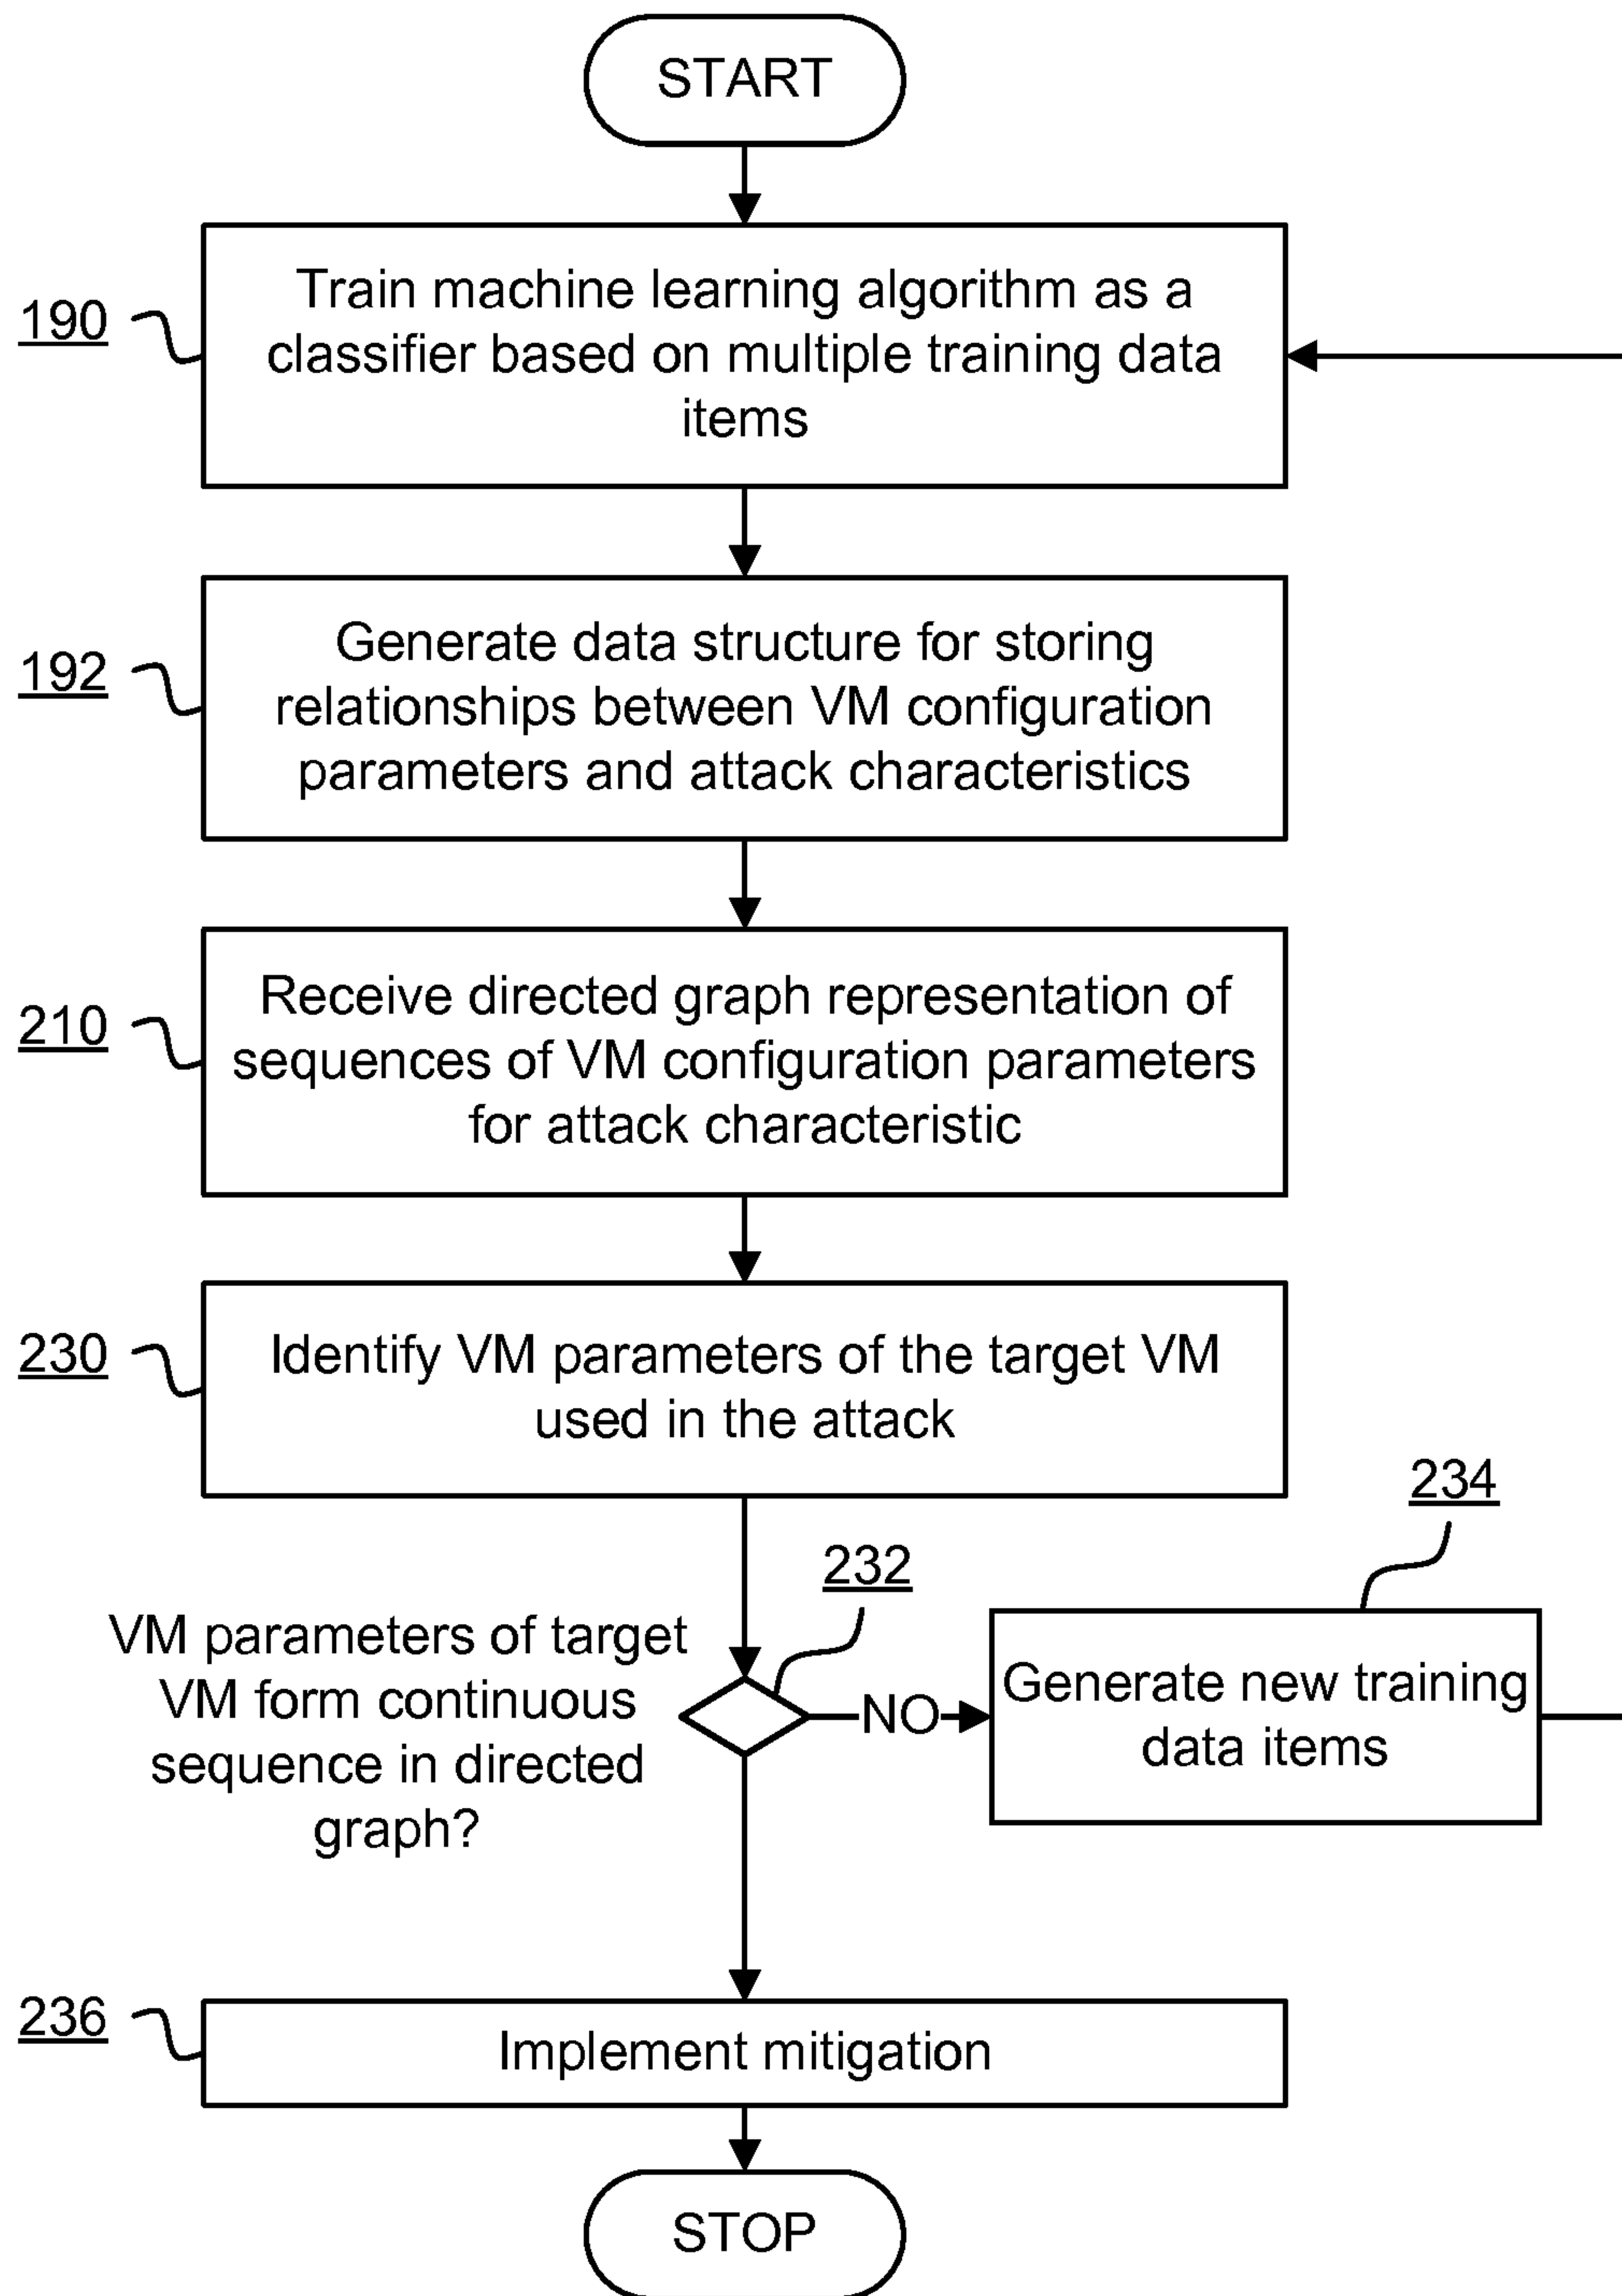 START
190
Train machine learning algorithm as a
classifier based on multiple training data
items
192
Generate data structure for storing
relationships between VM configuration
parameters and attack characteristics
210
Receive directed graph representation of
sequences of VM configuration parameters
for attack characteristic
230
Identify VM parameters of the target VM
used in the attack
234
232
VM parameters of target
VM form continuous
sequence in directed
graph?
NO
Generate new training
data items
236
Implement mitigation
STOP